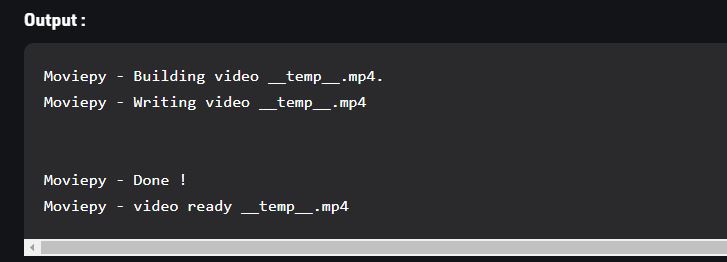 Output :
Moviepy - Building video __temp__.mp4.
Moviepy - Writing video __temp__.mp4
Moviepy - Done !
Moviepy - video ready __temp__.mp4